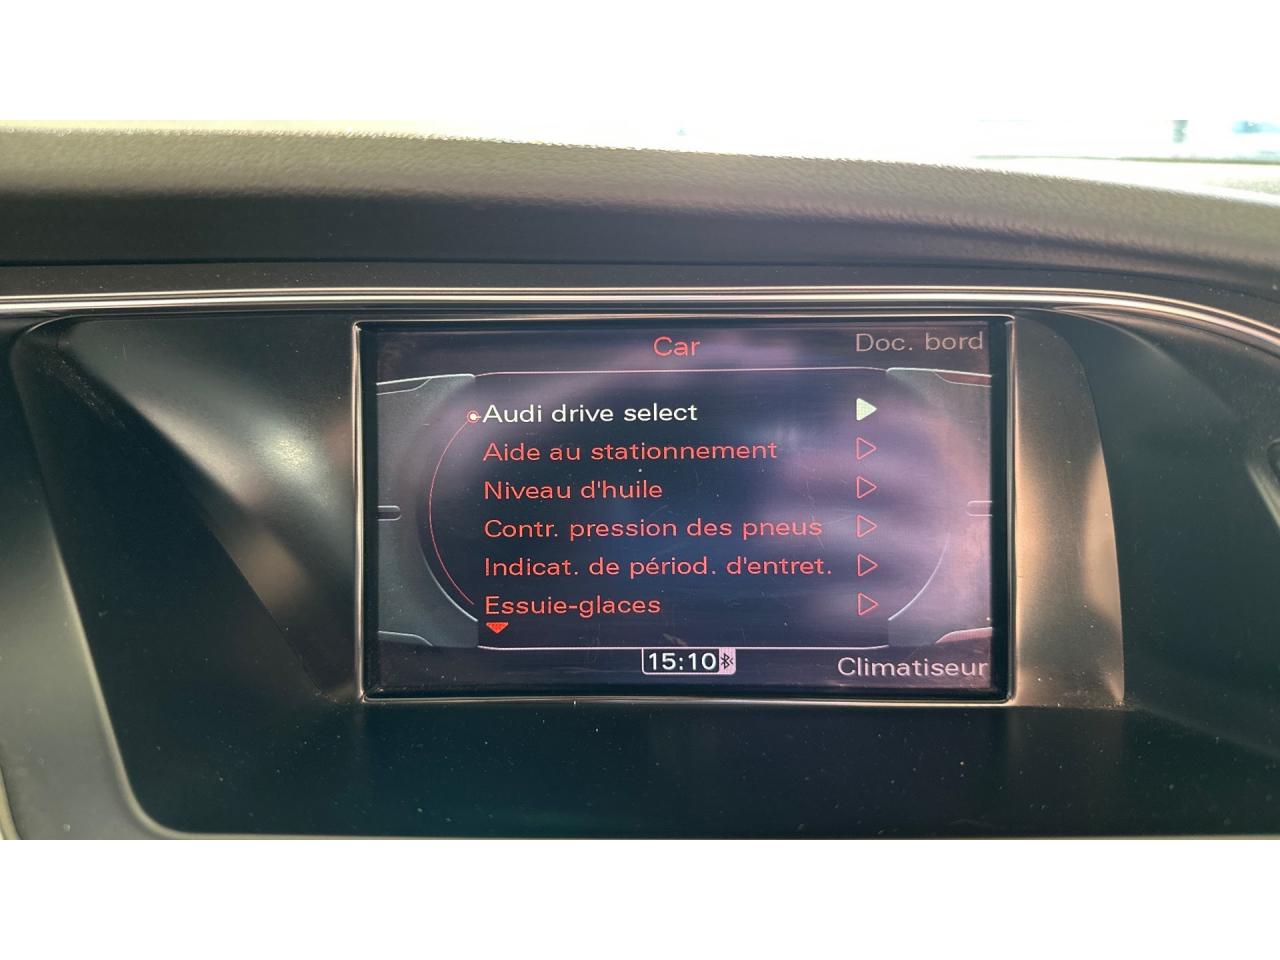 Car
Doc. bord
Audi drive select
Aide au stationnement
Niveau d'huile
Contr. pression des pneus
Indicat. de périod. d'entret.
Essuie-glaces
15:10
Climatiseur